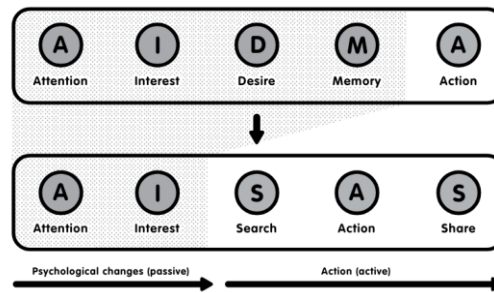 A I D M A
Attention Interest Desire Memory Action
A I S A S
Attention Interest Search Action Share
Psychological changes (passive) Action (active)